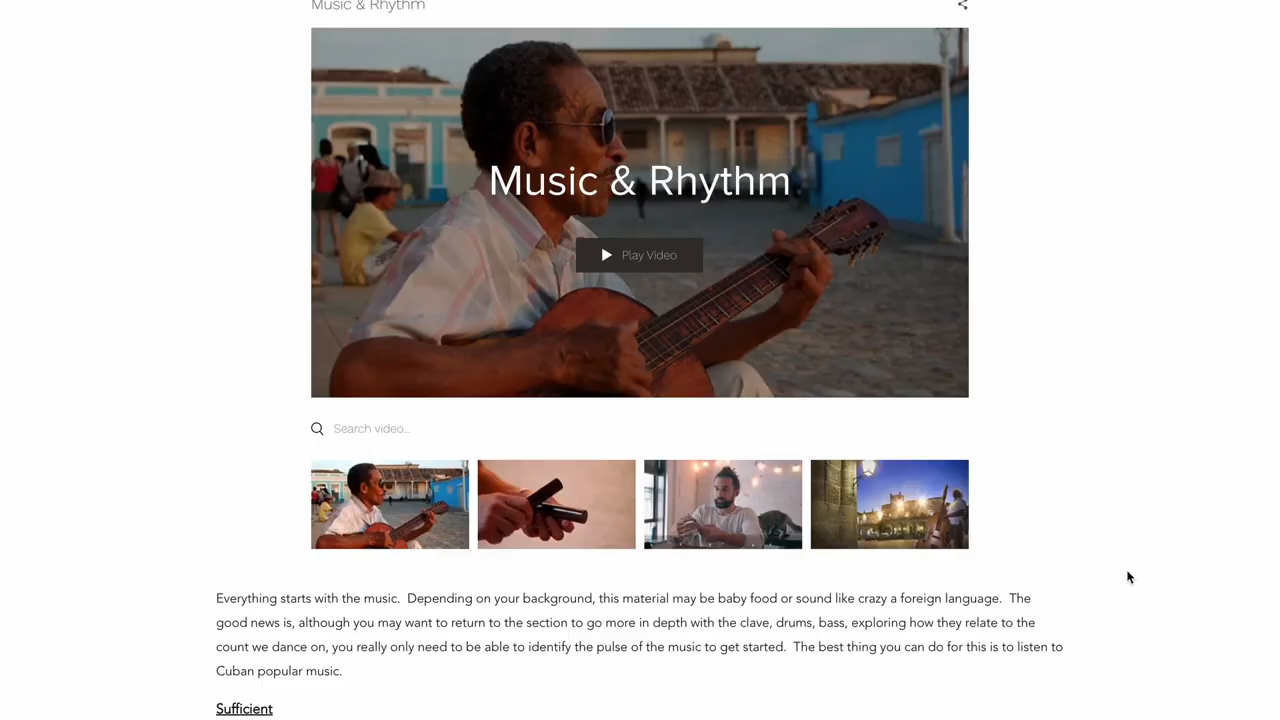 Music & Rhythm
Music & Rhythm
Play Video
Search video...
Everything starts with the music.  Depending on your background, this material may be baby food or sound like crazy a foreign language.  The
good news is, although you may want to return to the section to go more in depth with the clave, drums, bass, exploring how they relate to the
count we dance on, you really only need to be able to identify the pulse of the music to get started.  The best thing you can do for this is to listen to
Cuban popular music.
Sufficient